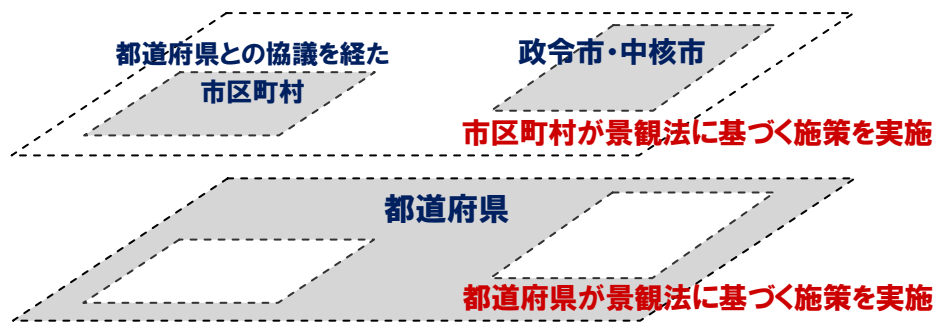 都道府県との協議を経た
市区町村
政令市・中核市
市区町村が景観法に基づく施策を実施
都道府県
都道府県が景観法に基づく施策を実施